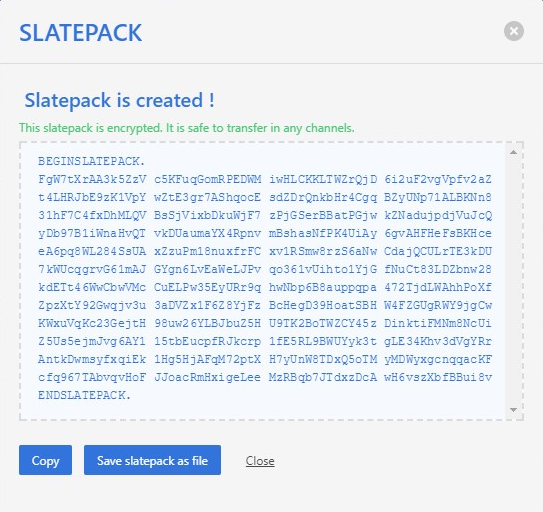 SLATEPACK
Slatepack is created !
This slatepack is encrypted. It is safe to transfer in any channels.
BEGINSLATEPACK.
FgW7tXrAA3k5ZzV c5KFuqGomRPEDWM iwHLCKKLTWZrQjD 6i2uF2vgVpfv2aZ
t4LHRJbE9zK1VpY wZtE3gr7AShqocE sdZDrQnkbHr4Cgq BZyUNp71ALBKNn8
31hF7C4fxDhMLQV BsSjVixbDkuWjF7 zPjGSerBBatPGjw kZNadujpdjVuJcQ
yDb97B1iWnaHvQT vkDUaumaYX4Rpnv mBshasNfPK4UiAy 6gvAHFHeFsBKHce
eA6pq8WL284SsUA xZzuPm18nuxfrFC xv1RSmw8rzS6aNw CdajQCULrTE3kDU
7kWUcqgrvG61mAJ GYgn6LvEaWeLJPv qo361vUihto1YjG fNuCt83LDZbnw28
kdETt46WwCbwVMc CuELPw35EyURpn9 hwNbp6B8auppqpa 472TjdLWAhhPoXf
ZpzXtY92Gwqjv3u 3aDVZx1F6Z8YjFz BcHegD39HoatSBH W4FZGUgRWY9jgCw
KWxuVqKc23GejtH 98uw26YLBJbuZ5H U9TK2BoTWZCY45z DinktiFMNm8NcUi
Z5Us5ejmJvg6AY1 15tbEucpfRJkcrp 1fE5RL9BWUYyk3t gLE34Khv3dVgYRr
AntkDwmsyfxqiEk 1Hg5HjAFqM72ptX H7yUnW8TDxQ5oTM yMDWyxgcnqqacKF
cfq967TAbvqvHoF JJoacRmHxigeLee MzRBqb7JTdxzDcA wH6vszXbfBBui8v
ENDSLATEPACK.
Copy
Save slatepack as file
Close